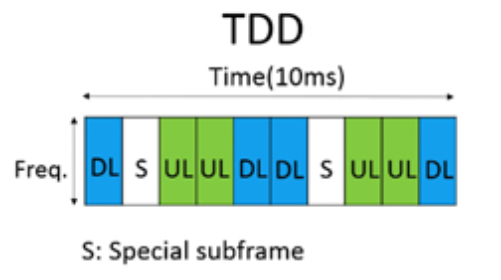 TDD
Time(10ms)
Freq. DL S UL UL DL DL S UL UL DL
S: Special subframe